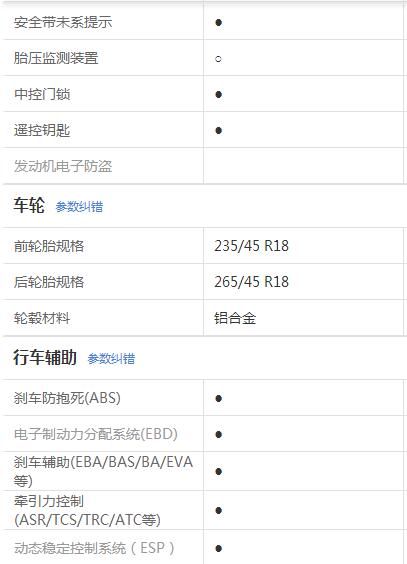 安全带未系提示 ●
胎压监测装置 ○
中控门锁 ●
遥控钥匙 ●
发动机电子防盗
车轮 参数纠错
前轮胎规格 235/45 R18
后轮胎规格 265/45 R18
轮毂材料 铝合金
行车辅助 参数纠错
刹车防抱死(ABS) ●
电子制动力分配系统(EBD) ●
刹车辅助(EBA/BAS/BA/EVA ●
等)
牵引力控制 ●
(ASR/TCS/TRC/ATC等)
动态稳定控制系统（ESP） ●